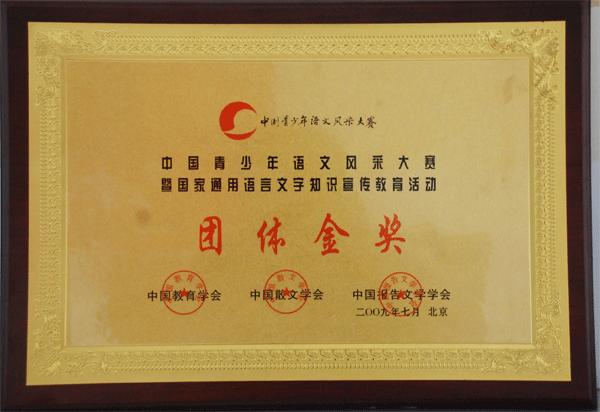 中国青少年语文风采大赛
中国青少年语文风采大赛
暨国家通用语言文字知识宣传教育活动
团体金奖
中国教育学会 中国散文学会 中国报告文学学会
二〇〇九年七月 北京